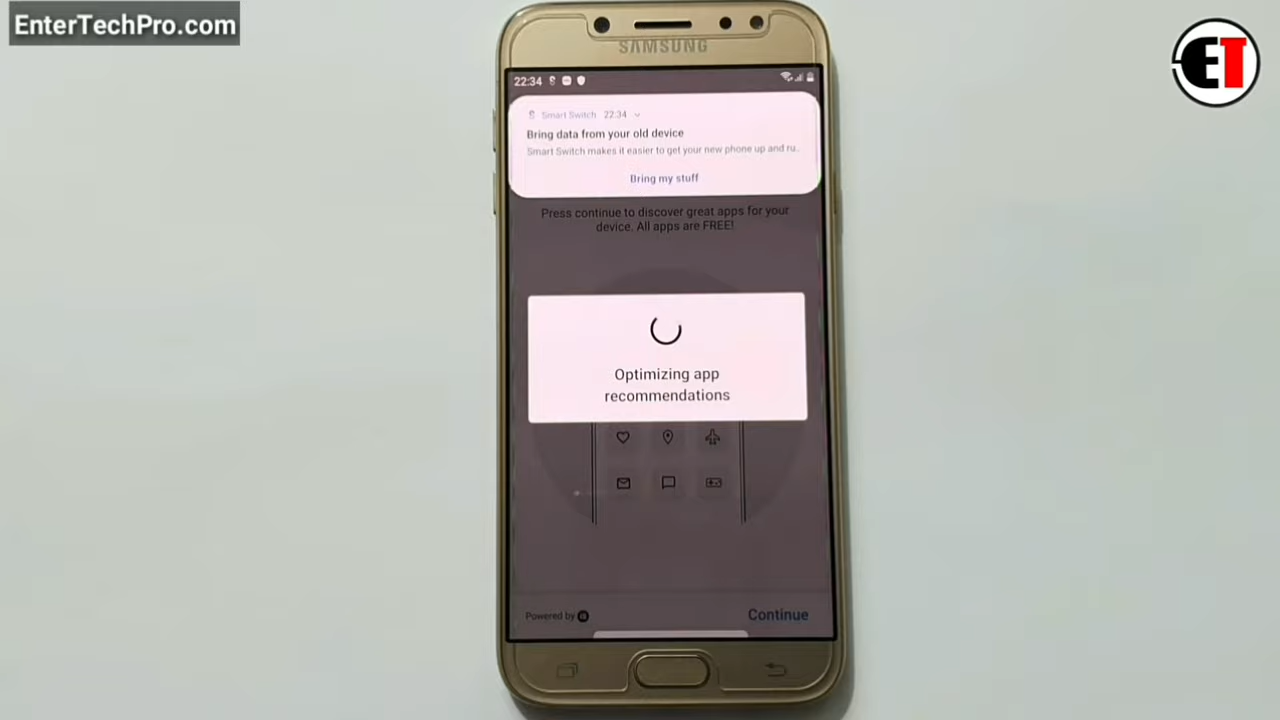 EnterTechPro.com
ET
SAMSUNG
22:34
Smart Switch 22:34
Bring data from your old device
Smart Switch makes it easier to get your new phone up and ru..
Bring my stuff
Press continue to discover great apps for your
device. All apps are FREE!
Optimizing app
recommendations
Powered by
Continue